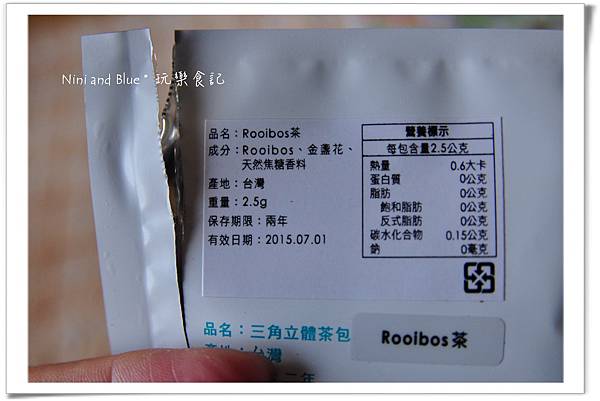 Nini and Blue* 玩樂食記
品名：Rooibos茶
成分：Rooibos、金盞花、
天然焦糖香料
產地：台灣
重量：2.5g
保存期限：兩年
有效日期：2015.07.01
營養標示
每包含量2.5公克
熱量 0.6大卡
蛋白質 0公克
脂肪 0公克
飽和脂肪 0公克
反式脂肪 0公克
碳水化合物 0.15公克
鈉 0毫克
品名：三角立體茶包
Rooibos茶
產地：台灣
二年